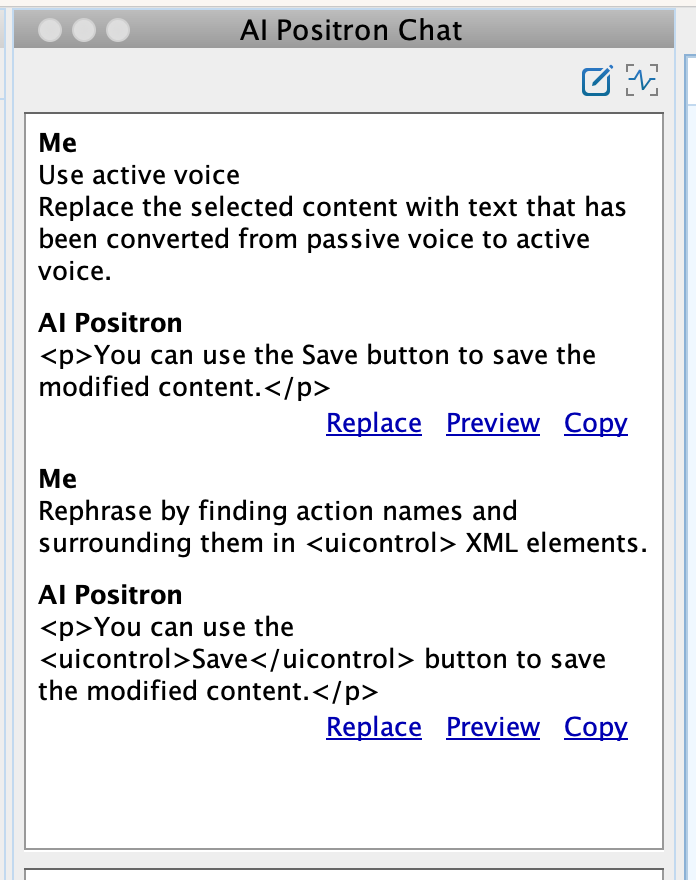 AI Positron Chat
Me
Use active voice
Replace the selected content with text that has
been converted from passive voice to active
voice.
AI Positron
<p>You can use the Save button to save the
modified content.</p>
Replace Preview Copy
Me
Rephrase by finding action names and
surrounding them in <uicontrol> XML elements.
AI Positron
<p>You can use the
<uicontrol>Save</uicontrol> button to save
the modified content.</p>
Replace Preview Copy